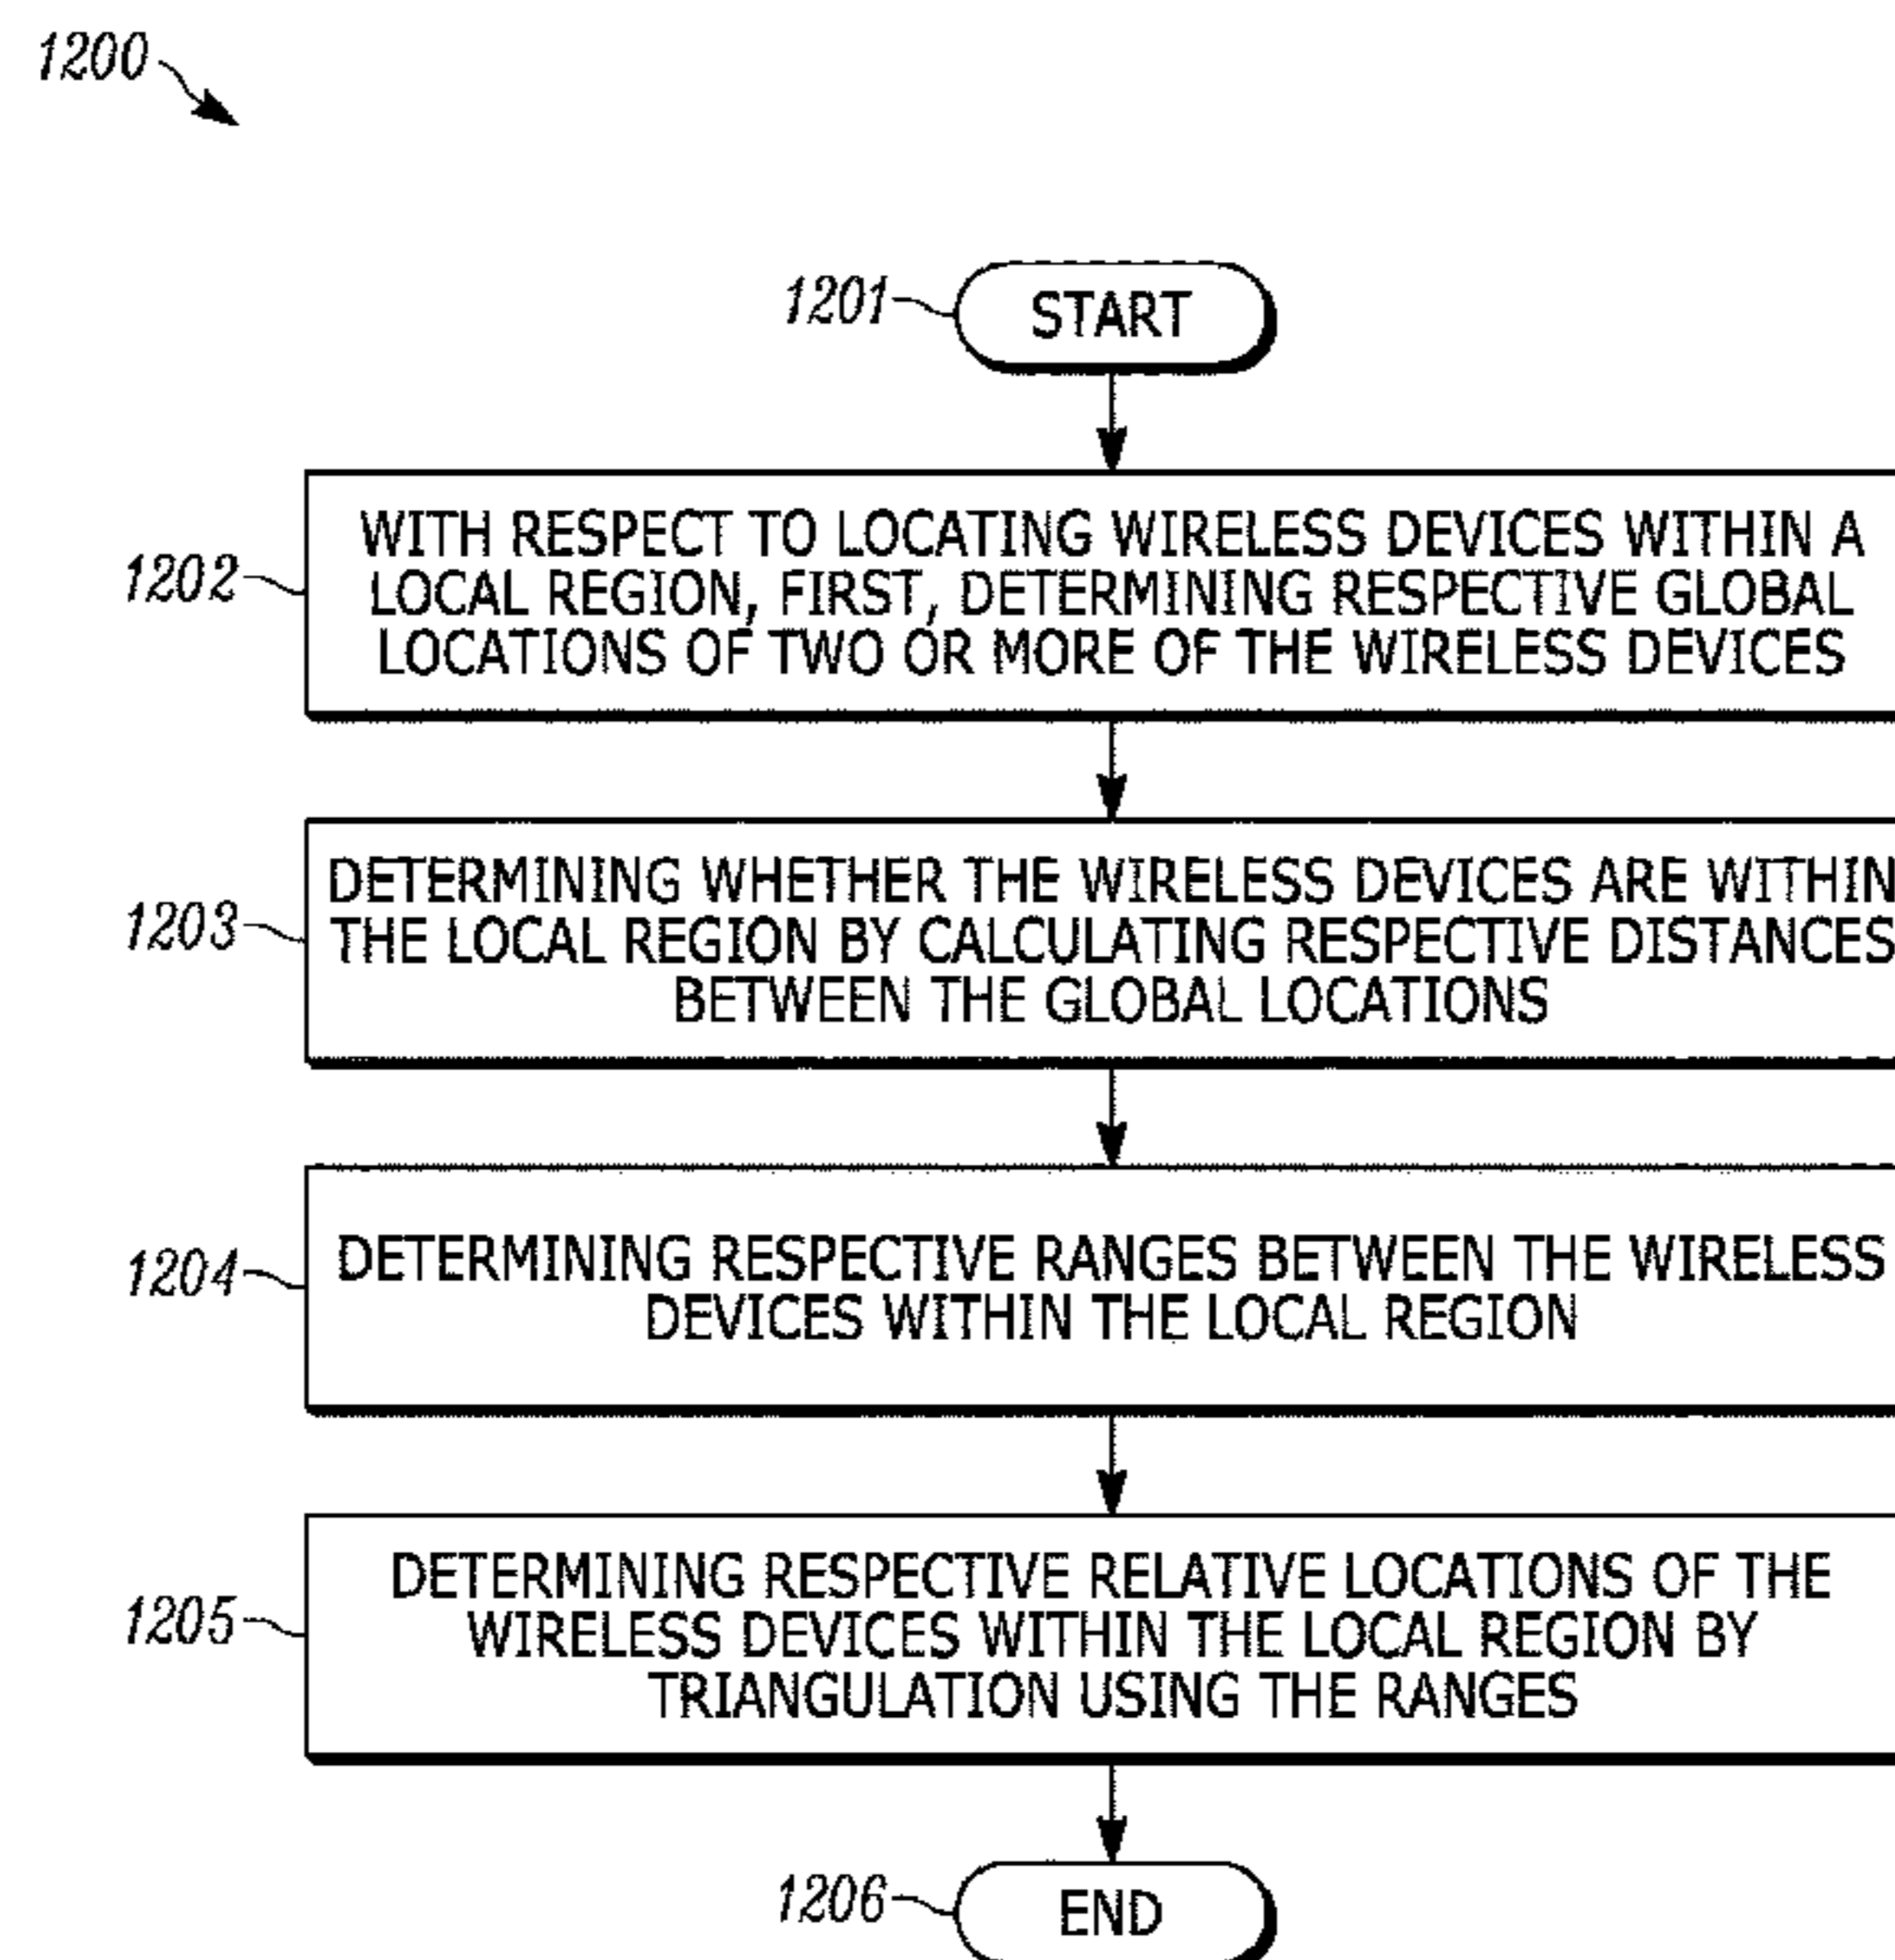 1200
1201
START
1202
WITH RESPECT TO LOCATING WIRELESS DEVICES WITHIN A
LOCAL REGION, FIRST, DETERMINING RESPECTIVE GLOBAL
LOCATIONS OF TWO OR MORE OF THE WIRELESS DEVICES
1203
DETERMINING WHETHER THE WIRELESS DEVICES ARE WITHIN
THE LOCAL REGION BY CALCULATING RESPECTIVE DISTANCES
BETWEEN THE GLOBAL LOCATIONS
1204
DETERMINING RESPECTIVE RANGES BETWEEN THE WIRELESS
DEVICES WITHIN THE LOCAL REGION
1205
DETERMINING RESPECTIVE RELATIVE LOCATIONS OF THE
WIRELESS DEVICES WITHIN THE LOCAL REGION BY
TRIANGULATION USING THE RANGES
1206
END